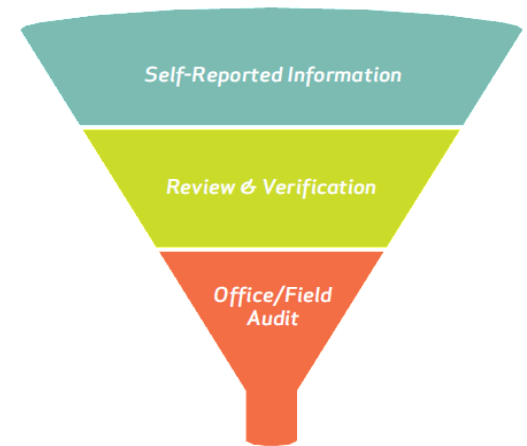 Self-Reported Information
Review & Verification
Office/Field
Audit